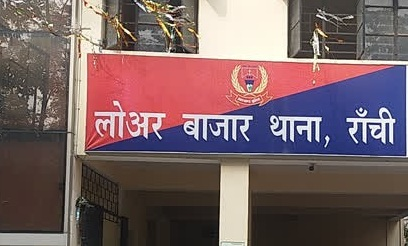 लोअर बाजार थाना, राँची